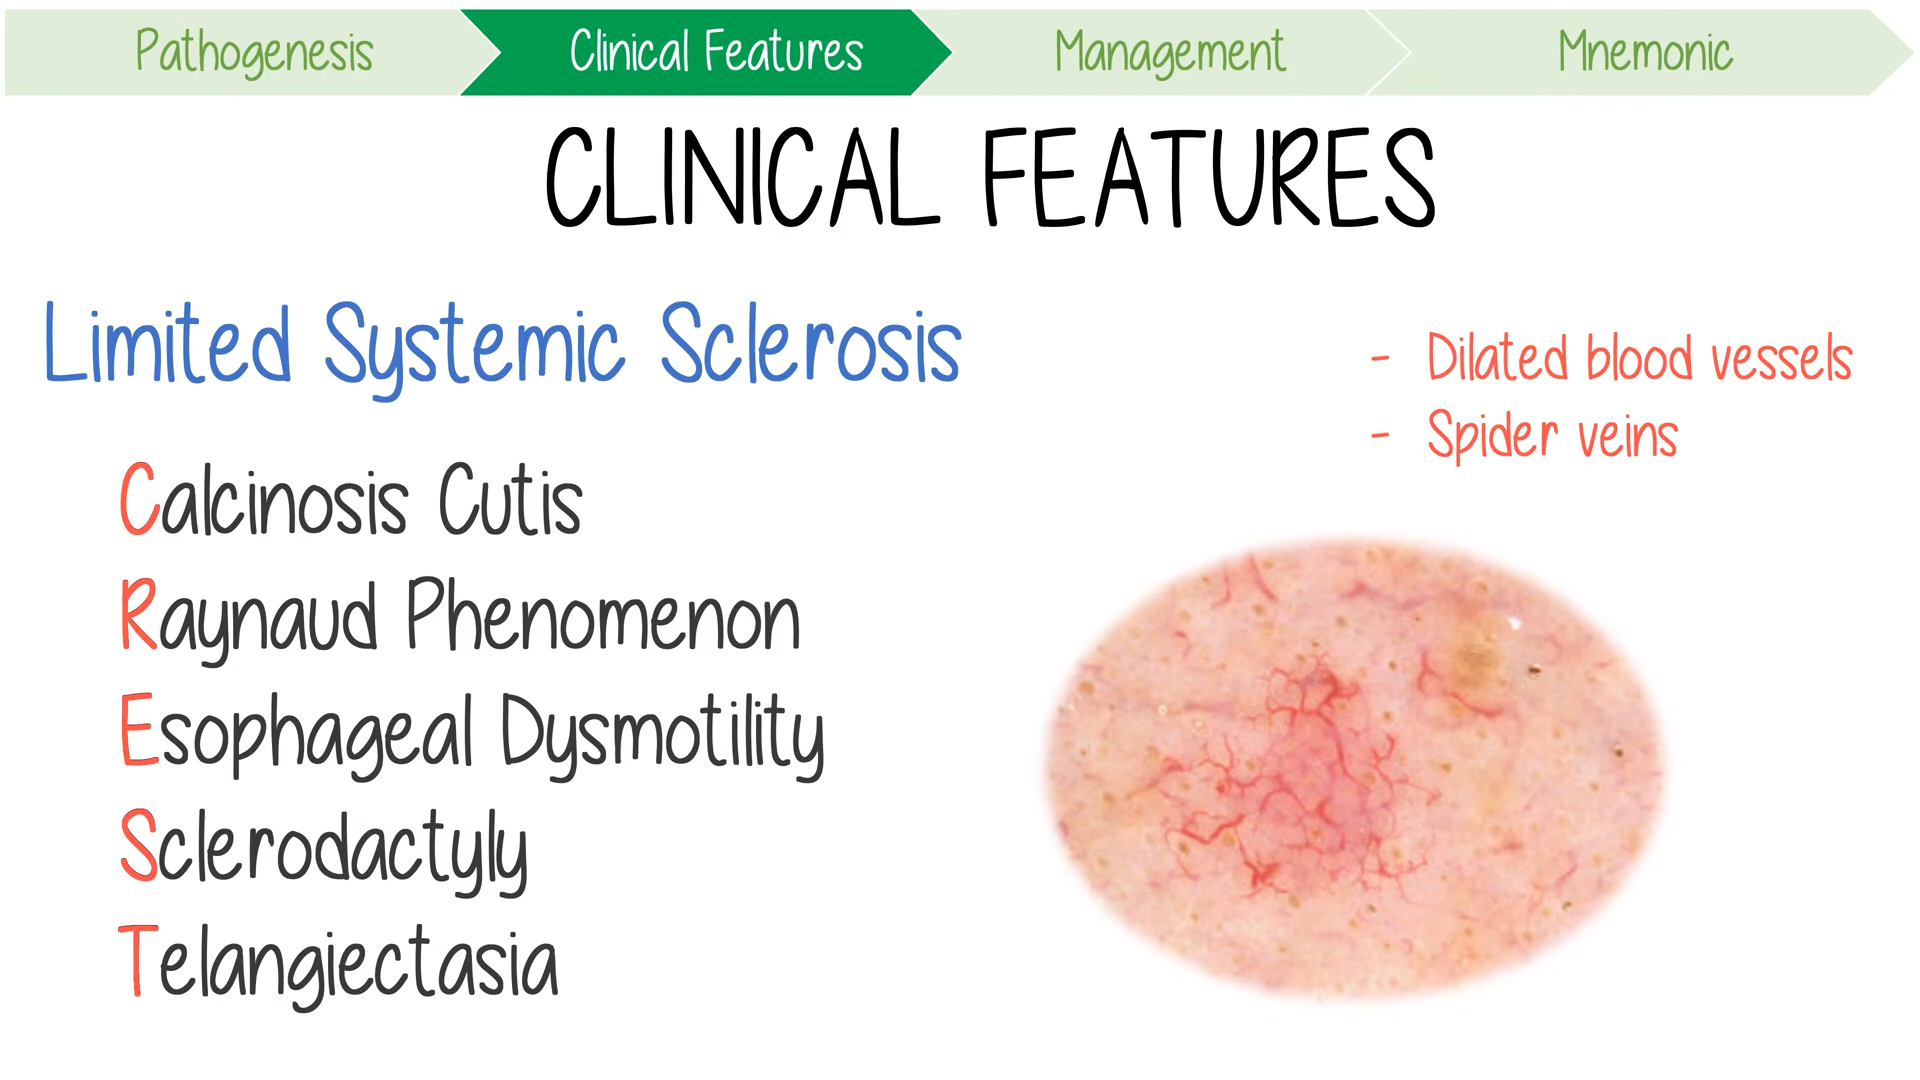 Pathogenesis
Clinical Features
Management
Mnemonic
CLINICAL FEATURES
Limited Systemic Sclerosis
- Dilated blood vessels
- Spider veins
Calcinosis Cutis
Raynaud Phenomenon
Esophageal Dysmotility
Sclerodactyly
Telangiectasia